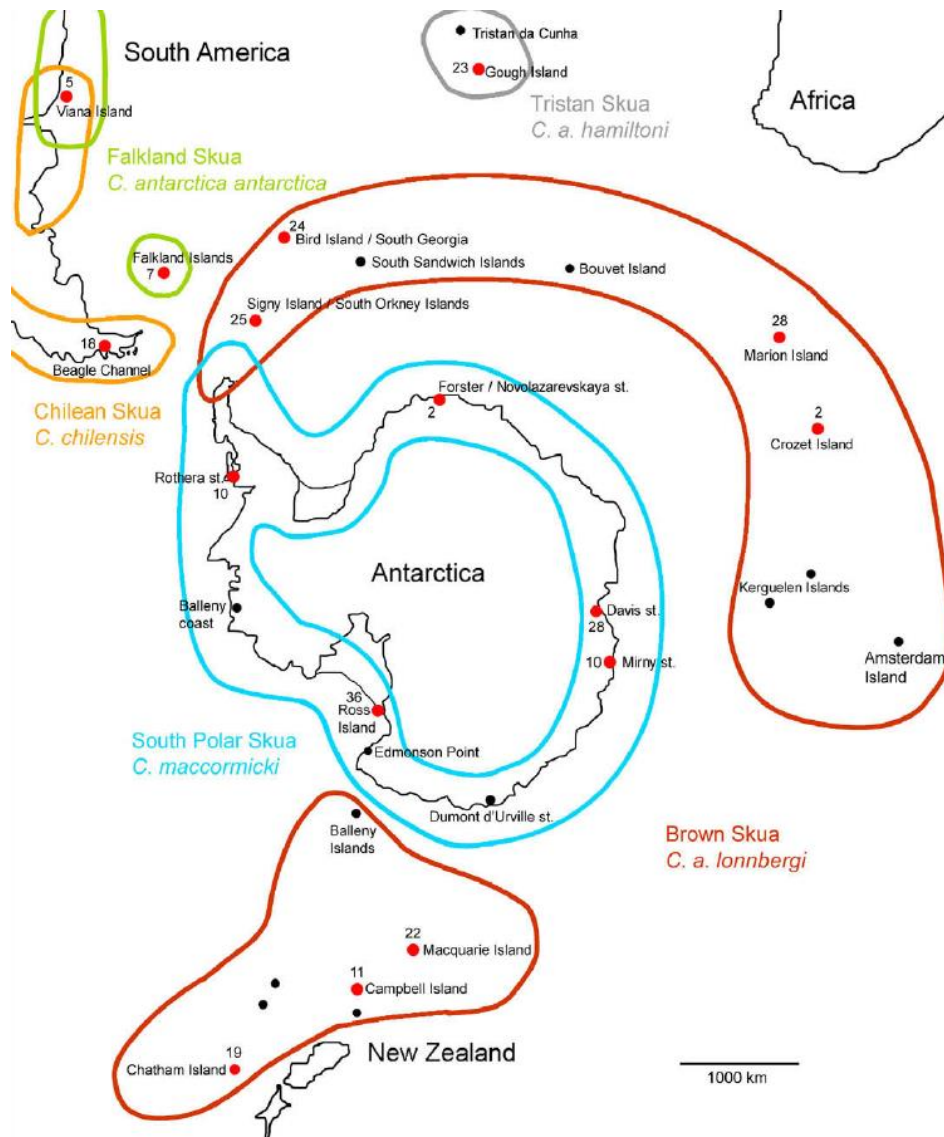 South America
Tristan da Cunha
23
Gough Island
Tristan Skua
C. a. hamiltoni
Africa
5
Viana Island
Falkland Skua
C. antarctica antarctica
24
Bird Island / South Georgia
South Sandwich Islands
Bouvet Island
Falkland Islands
7
Signy Island / South Orkney Islands
25
28
Marion Island
18
Beagle Channel
Chilean Skua
C. chilensis
Forster / Novolazarevskaya st.
2
2
Crozet Island
Rothera st.
10
Antarctica
Kerguelen Islands
Balleny
coast
Davis st.
28
10
Mirny st.
Amsterdam
Island
36
Ross
Island
South Polar Skua
C. maccormicki
Edmonson Point
Dumont d'Urville st.
Balleny
Islands
Brown Skua
C. a. lonnbergi
22
Macquarie Island
11
Campbell Island
19
Chatham Island
New Zealand
1000 km